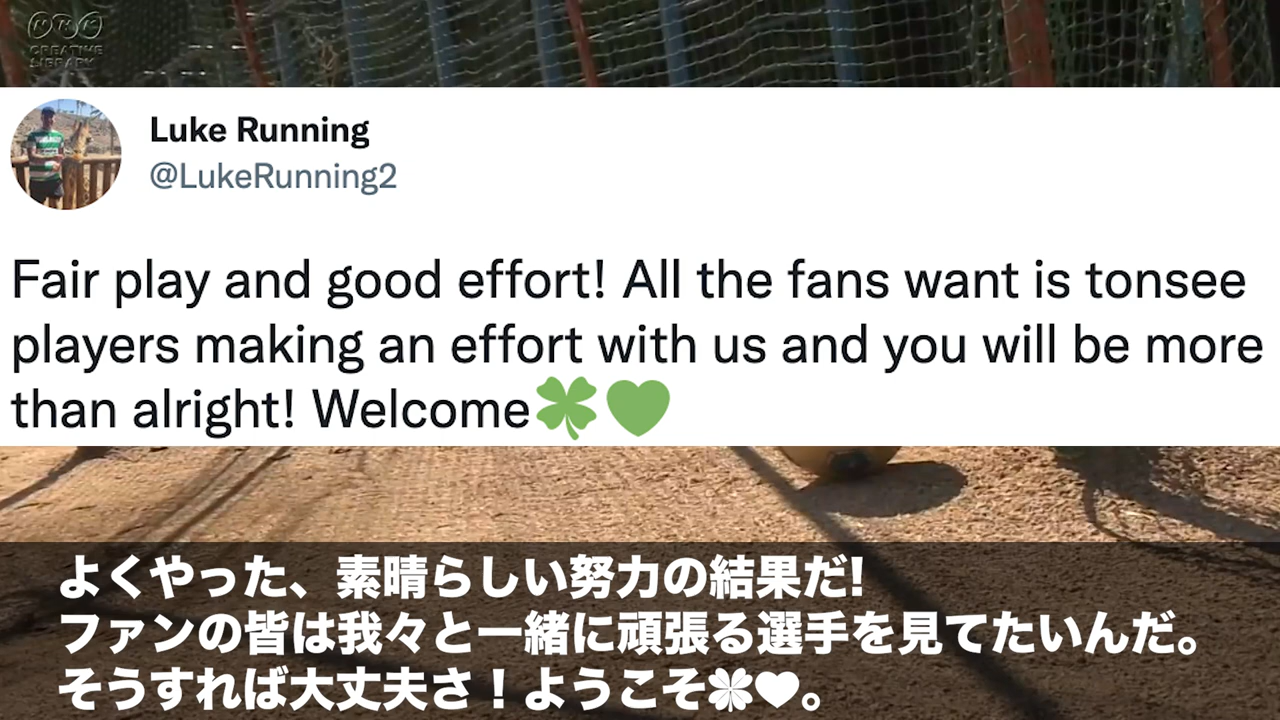 NHK
CREATIVE
LIBRARY
Luke Running
@LukeRunning2
Fair play and good effort! All the fans want is tonsee
players making an effort with us and you will be more
than alright! Welcome🍀💚
よくやった、素晴らしい努力の結果だ!
ファンの皆は我々と一緒に頑張る選手を見てたいんだ。
そうすれば大丈夫さ！ようこそ🍀♥。